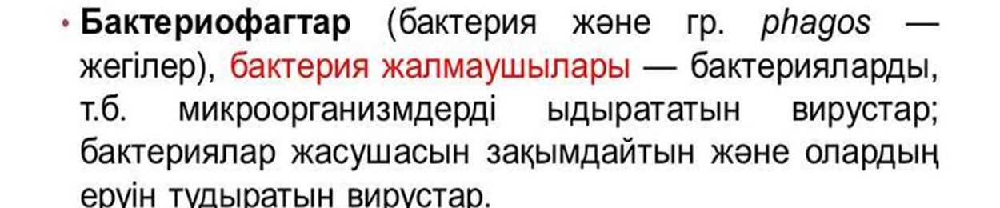 • Бактериофагтар (бактерия және гр. phagos —
жегілер), бактерия жалмаушылары — бактерияларды,
т.б. микроорганизмдерді ыдырататын вирустар;
бактериялар жасушасын зақымдайтын және олардың
еруін тудыратын вирустар.